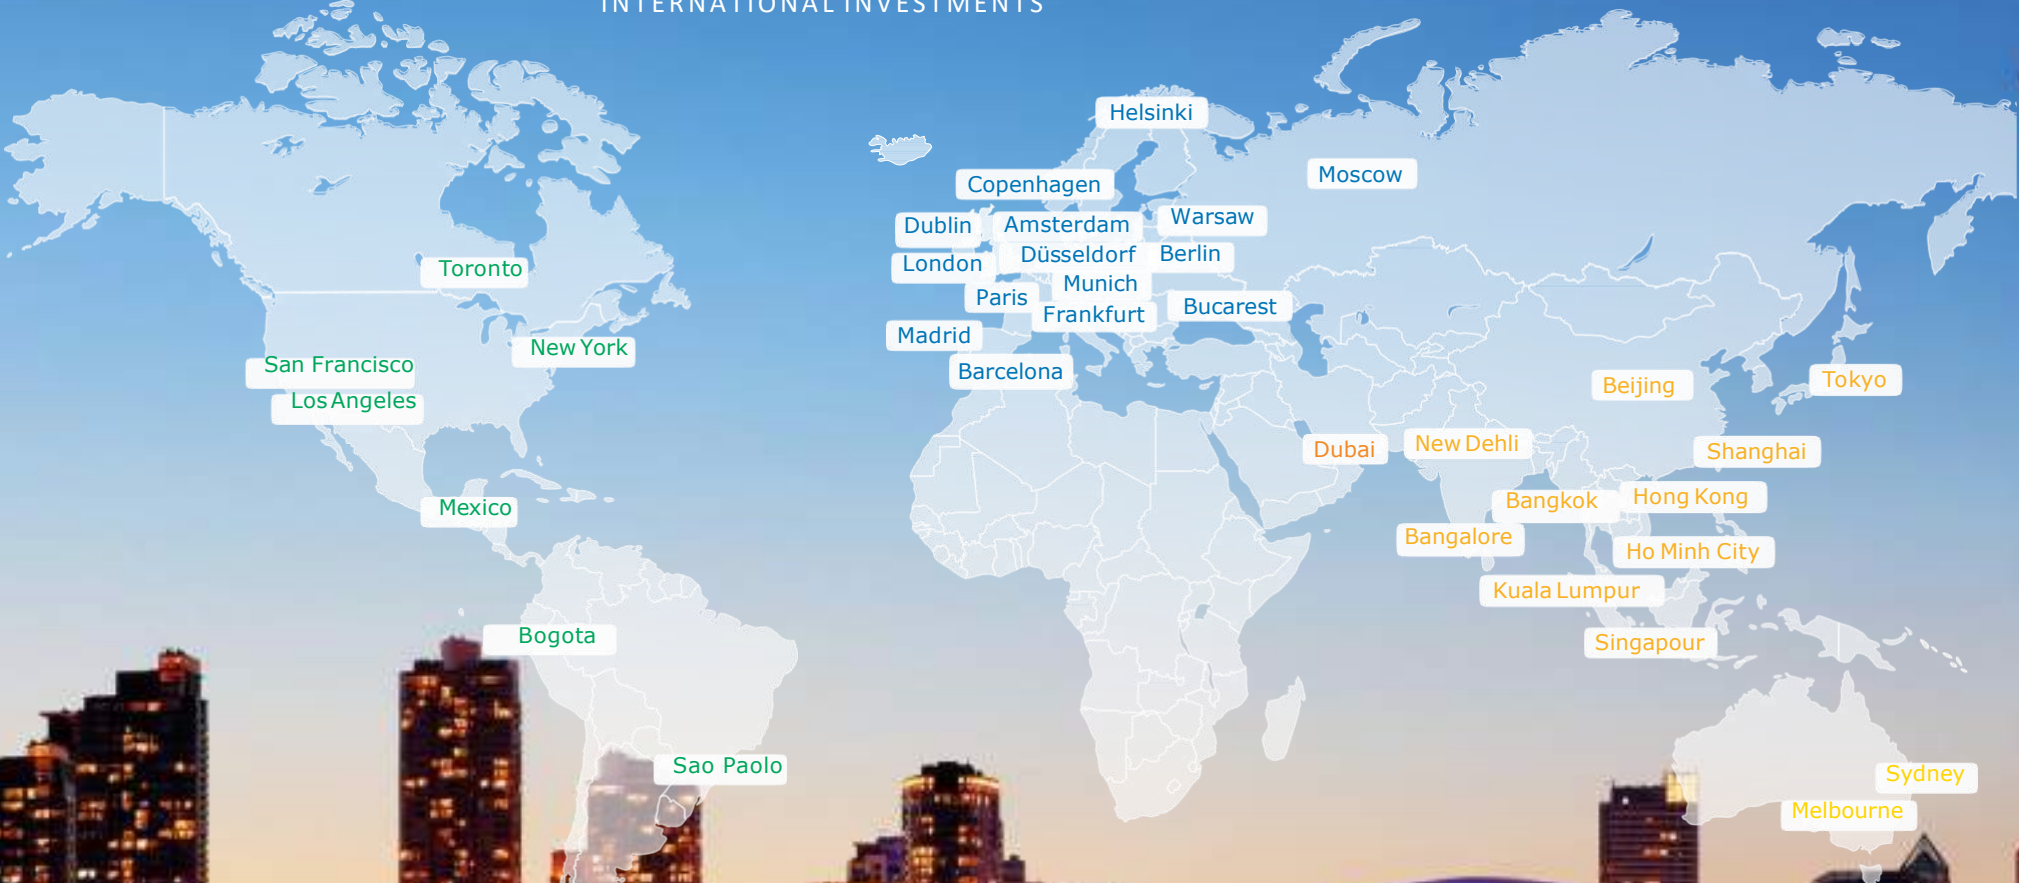 INTERNATIONAL INVESTMENTS
Helsinki
Moscow
Copenhagen
Dublin
Amsterdam
Warsaw
London
Düsseldorf
Berlin
Munich
Paris
Frankfurt
Bucarest
Madrid
Barcelona
Toronto
New York
San Francisco
Los Angeles
Mexico
Bogota
Sao Paolo
Beijing
Tokyo
Dubai
New Dehli
Shanghai
Bangkok
Hong Kong
Bangalore
Ho Minh City
Kuala Lumpur
Singapour
Sydney
Melbourne